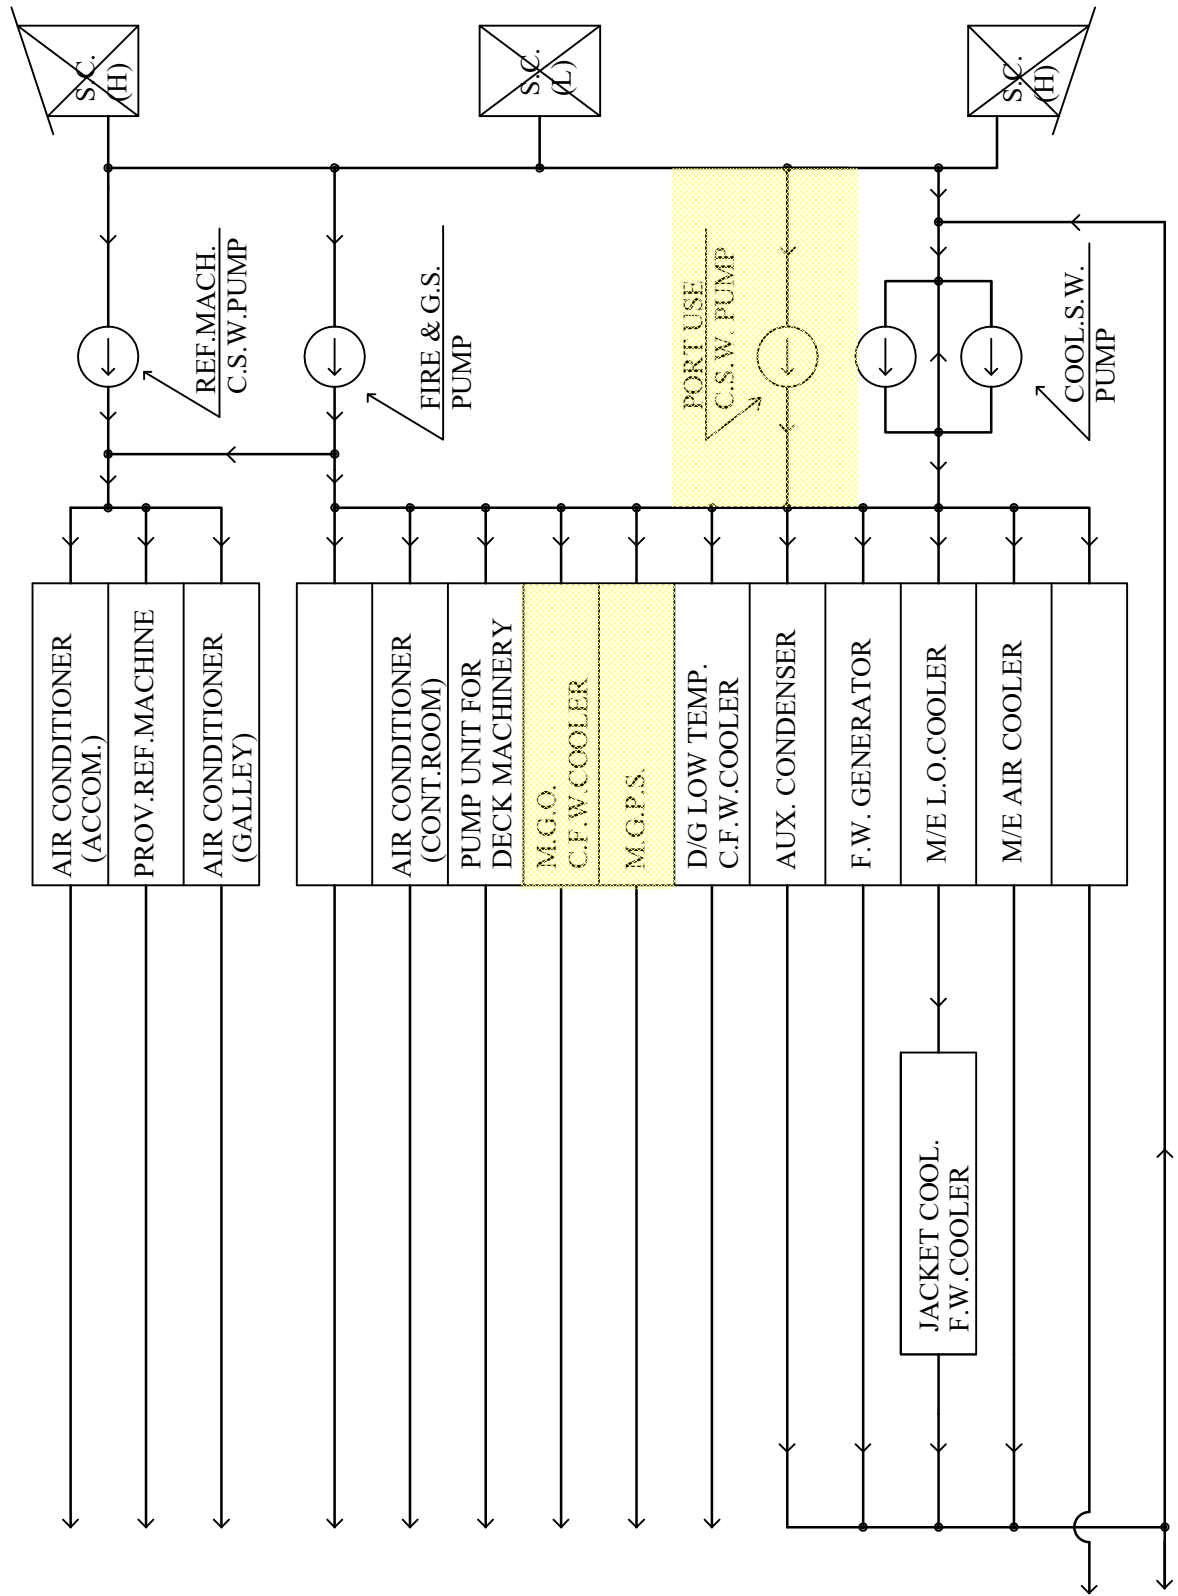 S.C.
(H)
S.C.
(L)
S.C.
(H)
REF.MACH.
C.S.W.PUMP
FIRE & G.S.
PUMP
PORT USE
C.S.W. PUMP
COOL.S.W.
PUMP
AIR CONDITIONER
(ACCOM.)
PROV.REF.MACHINE
AIR CONDITIONER
(GALLEY)
AIR CONDITIONER
(CONT.ROOM)
PUMP UNIT FOR
DECK MACHINERY
M.G.O.
C.F.W.COOLER
M.G.P.S.
D/G LOW TEMP.
C.F.W.COOLER
AUX. CONDENSER
F.W. GENERATOR
M/E L.O.COOLER
M/E AIR COOLER
JACKET COOL.
F.W.COOLER